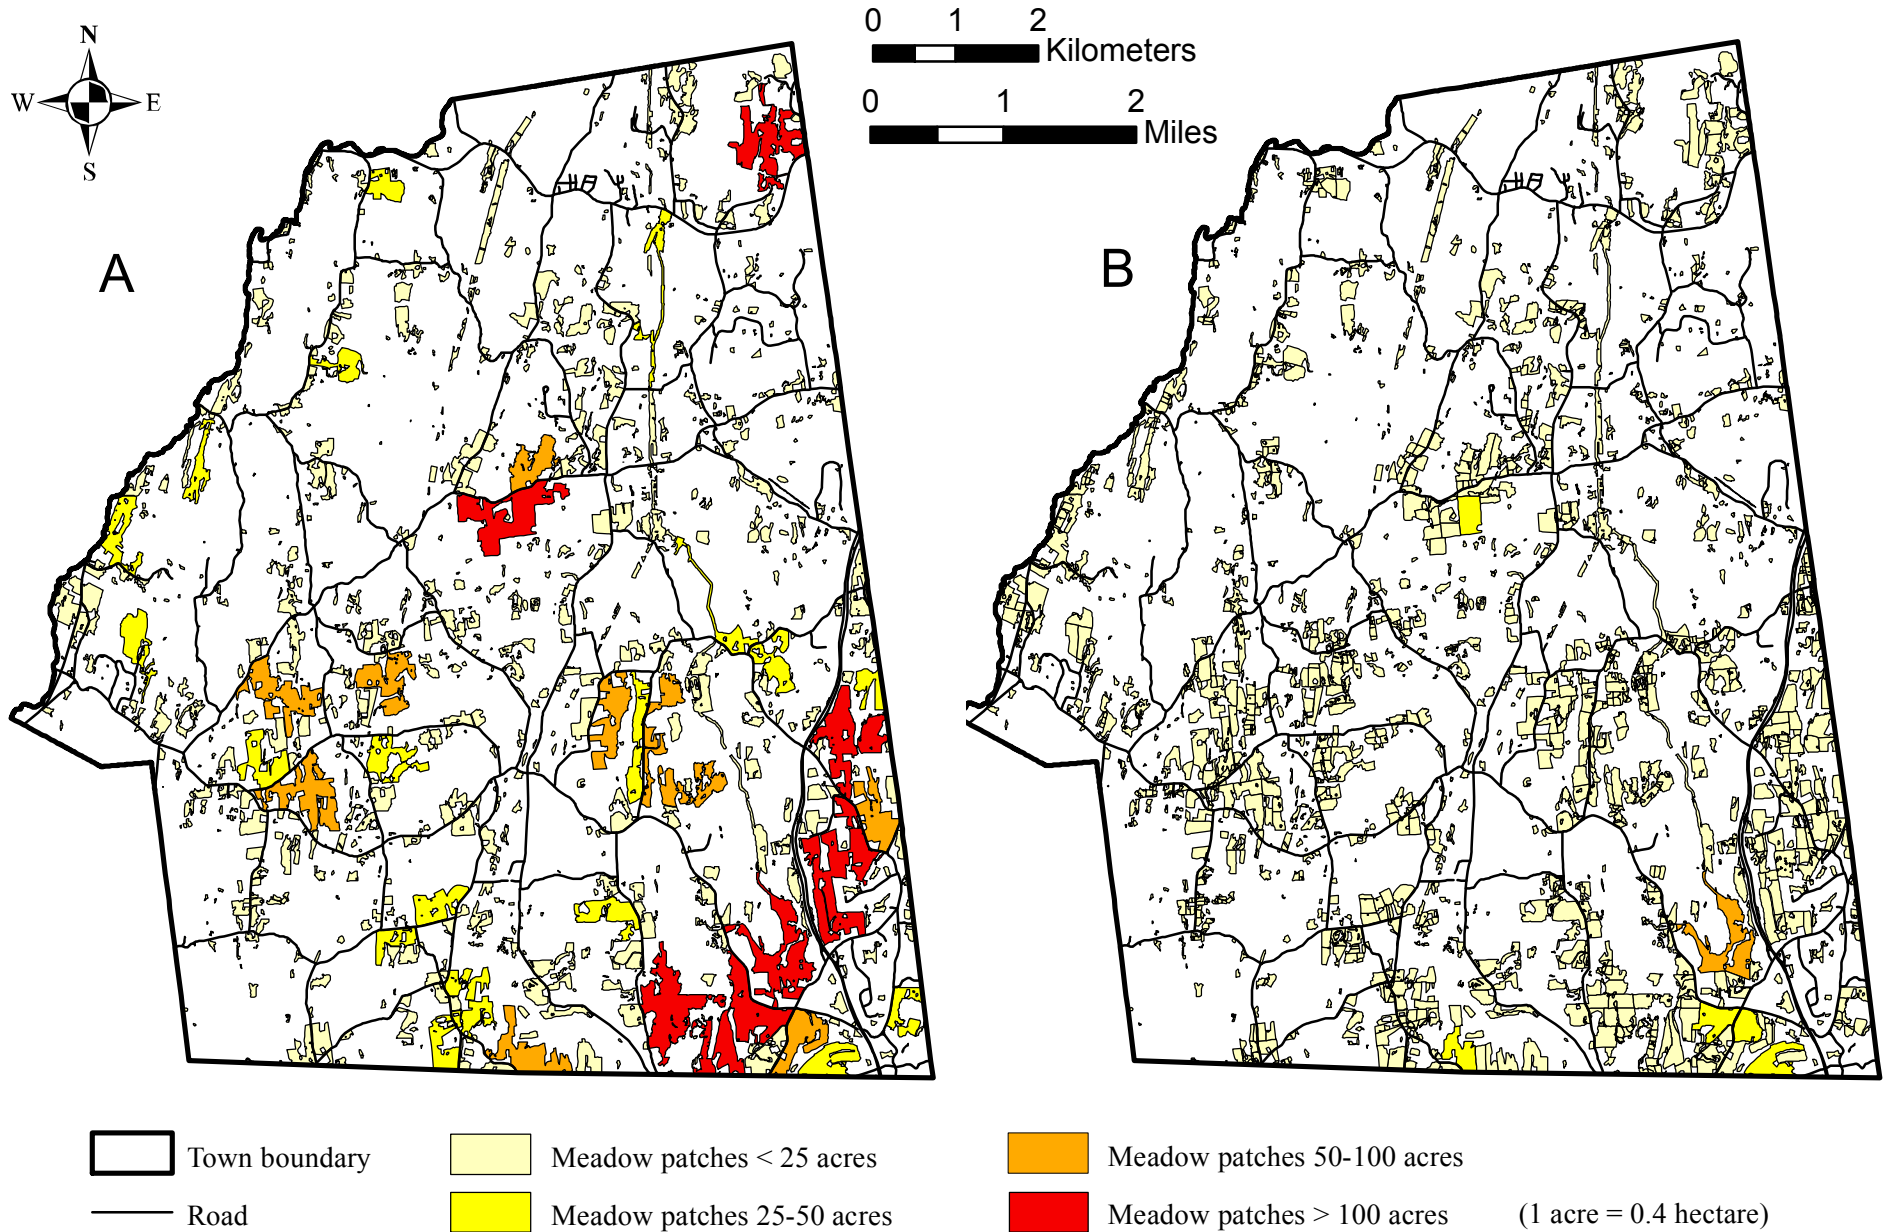 N
W E
S
0 1 2
Kilometers
0 1 2
Miles
A
B
Town boundary
Meadow patches < 25 acres
Meadow patches 50-100 acres
Road
Meadow patches 25-50 acres
Meadow patches > 100 acres
(1 acre = 0.4 hectare)